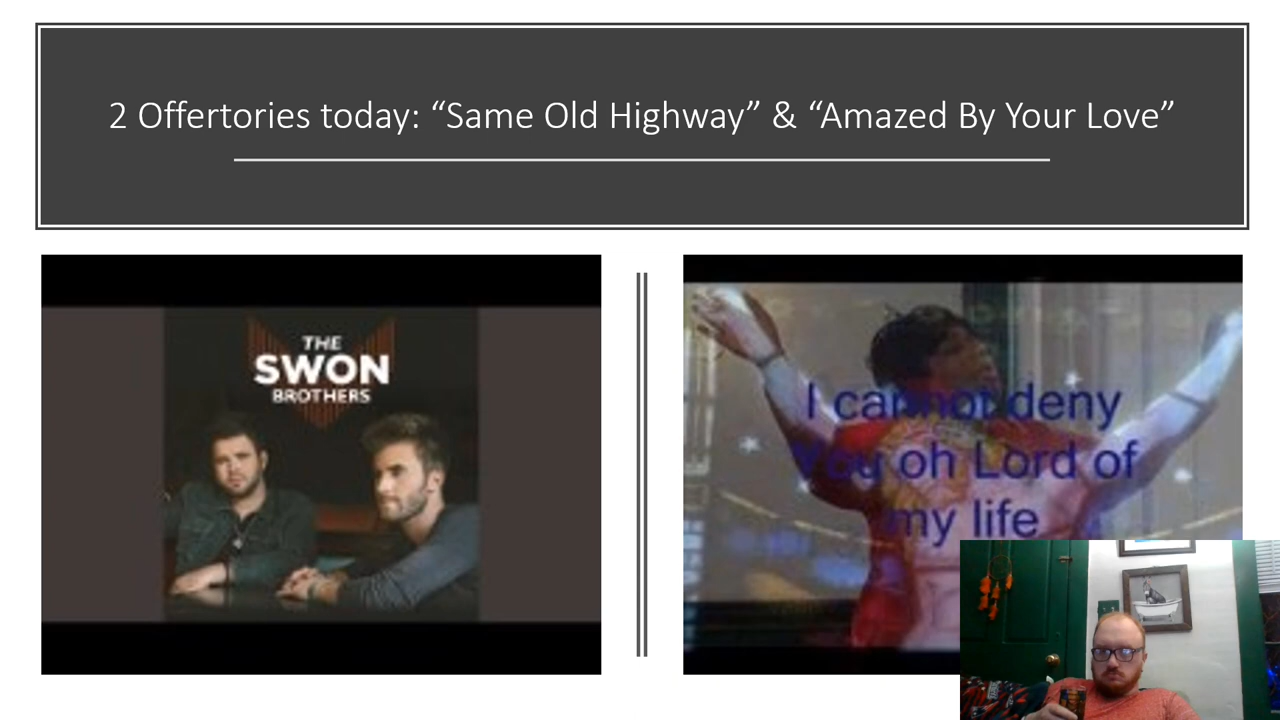 2 Offertories today: “Same Old Highway” & “Amazed By Your Love”
THE
SWON
BROTHERS
I cannot deny
You oh Lord of
my life